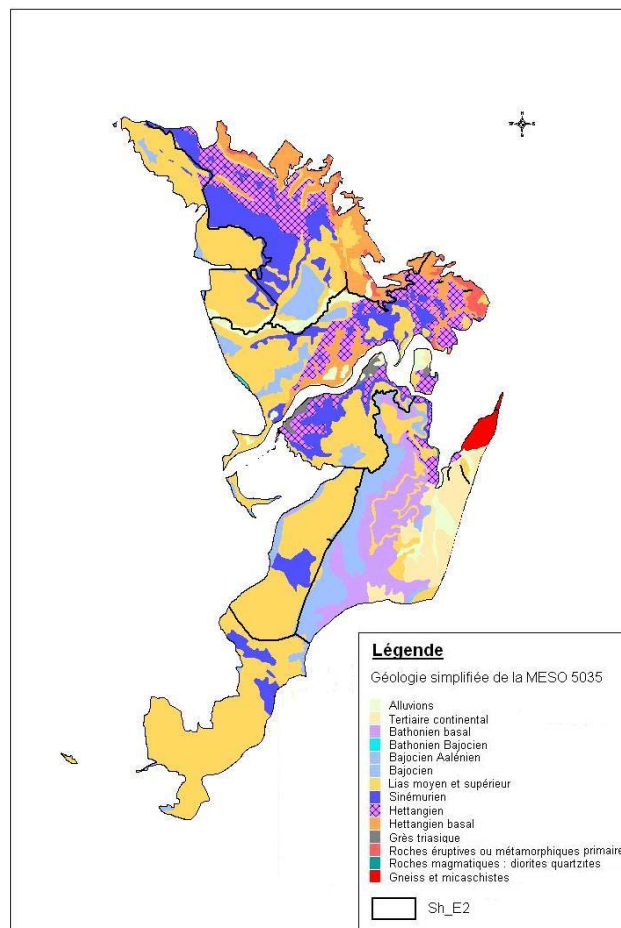 N
W
E
S
Légende
Géologie simplifiée de la MESO 5035
Alluvions
Tertiaire continental
Bathonien basal
Bathonien Bajocien
Bajocien Aalénien
Bajocien
Lias moyen et supérieur
Sinémurien
Hettangien
Hettangien basal
Grès triasique
Roches éruptives ou métamorphiques primaire
Roches magmatiques : diorites quartzites
Gneiss et micaschistes
Sh_E2